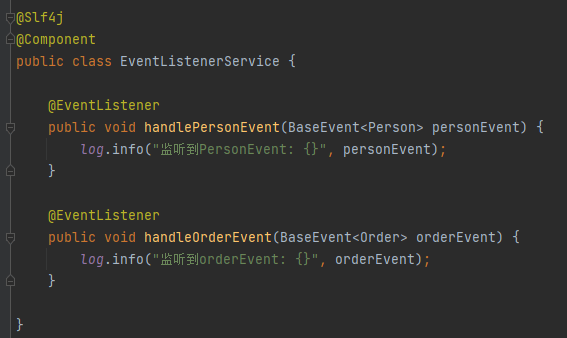 @Slf4j
@Component
public class EventListenerService {
@EventListener
public void handlePersonEvent(BaseEvent<Person> personEvent) {
log.info("监听到PersonEvent: {}", personEvent);
}
@EventListener
public void handleOrderEvent(BaseEvent<Order> orderEvent) {
log.info("监听到orderEvent: {}", orderEvent);
}
}